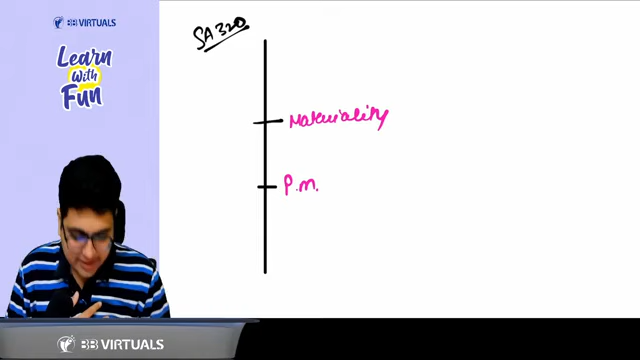 BB VIRTUALS
Learn
With
Fun
SA 320
Materiality
P.M.
BB VIRTUALS